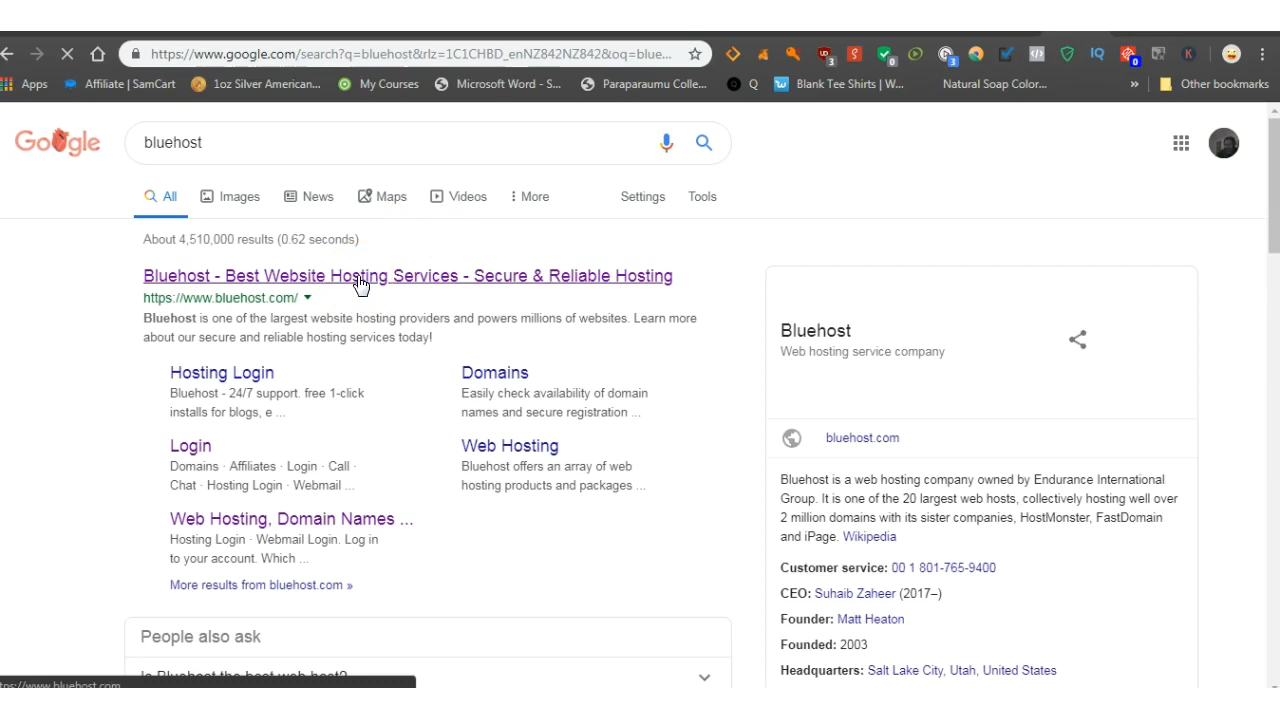 https://www.google.com/search?q=bluehost&rlz=1C1CHBD_enNZ842NZ842&oq=blue...
3
0
3
IQ
0
K
Apps
Affiliate | SamCart
1oz Silver American...
My Courses
Microsoft Word - S...
Paraparaumu Colle...
Q
Blank Tee Shirts | W...
Natural Soap Color...
»
Other bookmarks
Google
bluehost
All
Images
News
Maps
Videos
More
Settings
Tools
About 4,510,000 results (0.62 seconds)
Bluehost - Best Website Hosting Services - Secure & Reliable Hosting
https://www.bluehost.com/
Bluehost is one of the largest website hosting providers and powers millions of websites. Learn more
about our secure and reliable hosting services today!
Hosting Login
Bluehost - 24/7 support. free 1-click
installs for blogs, e ...
Domains
Easily check availability of domain
names and secure registration ...
Login
Domains · Affiliates · Login · Call ·
Chat · Hosting Login · Webmail ...
Web Hosting
Bluehost offers an array of web
hosting products and packages ...
Web Hosting, Domain Names ...
Hosting Login · Webmail Login. Log in
to your account. Which ...
More results from bluehost.com »
People also ask
Is Bluehost the best web host?
Bluehost
Web hosting service company
bluehost.com
Bluehost is a web hosting company owned by Endurance International
Group. It is one of the 20 largest web hosts, collectively hosting well over
2 million domains with its sister companies, HostMonster, FastDomain
and iPage. Wikipedia
Customer service: 00 1 801-765-9400
CEO: Suhaib Zaheer (2017–)
Founder: Matt Heaton
Founded: 2003
Headquarters: Salt Lake City, Utah, United States
tps://www.bluehost.com